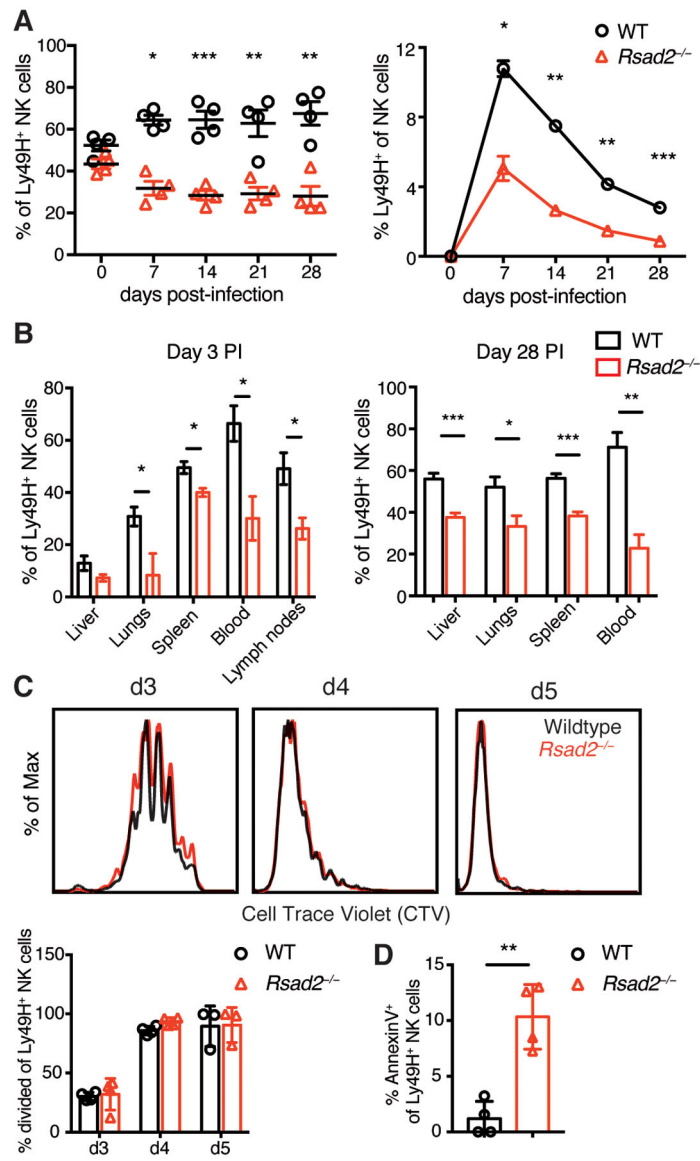 A
% of Ly49H⁺ NK cells
100
80
60
40
20
0
* *** ** **
0 7 14 21 28
days post-infection
% Ly49H⁺ of NK cells
12
8
4
0
* ** ** ***
0 7 14 21 28
days post-infection
WT
Rsad2⁻/⁻
B
Day 3 PI
% of Ly49H⁺ NK cells
80
60
40
20
0
* * * *
Liver Lungs Spleen Blood Lymph nodes
Day 28 PI
WT
Rsad2⁻/⁻
% of Ly49H⁺ NK cells
100
80
60
40
20
0
*** * *** **
Liver Lungs Spleen Blood
C
d3 d4 d5
% of Max
Wildtype
Rsad2⁻/⁻
Cell Trace Violet (CTV)
% divided of Ly49H⁺ NK cells
150
100
50
0
d3 d4 d5
WT
Rsad2⁻/⁻
D
% AnnexinV⁺
of Ly49H⁺ NK cells
15
10
5
0
**
WT
Rsad2⁻/⁻